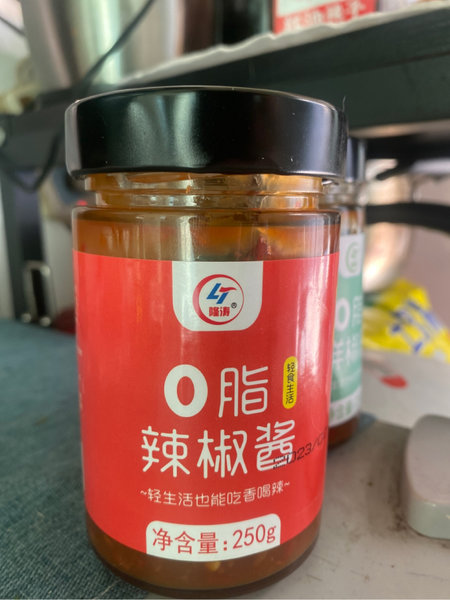 隆涛®
0脂
轻食生活
辣椒酱
~轻生活也能吃香喝辣~
净含量:250g